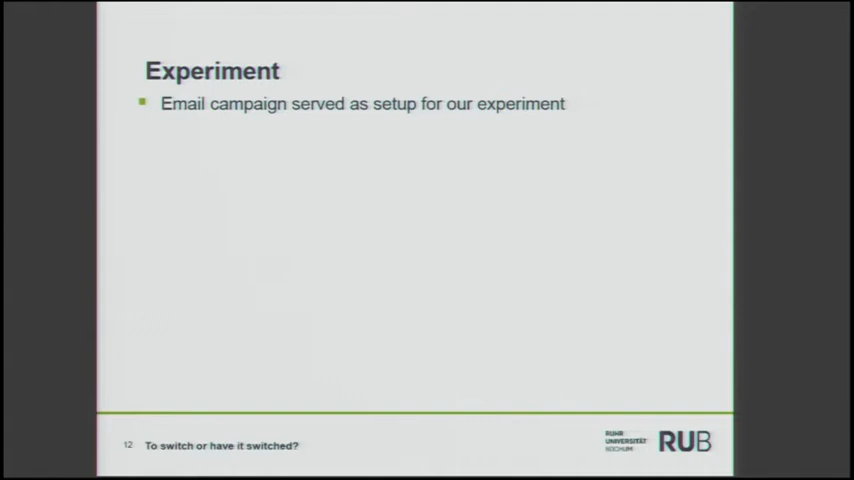 Experiment
Email campaign served as setup for our experiment
12 To switch or have it switched?
RUHR
UNIVERSITÄT
BOCHUM
RUB